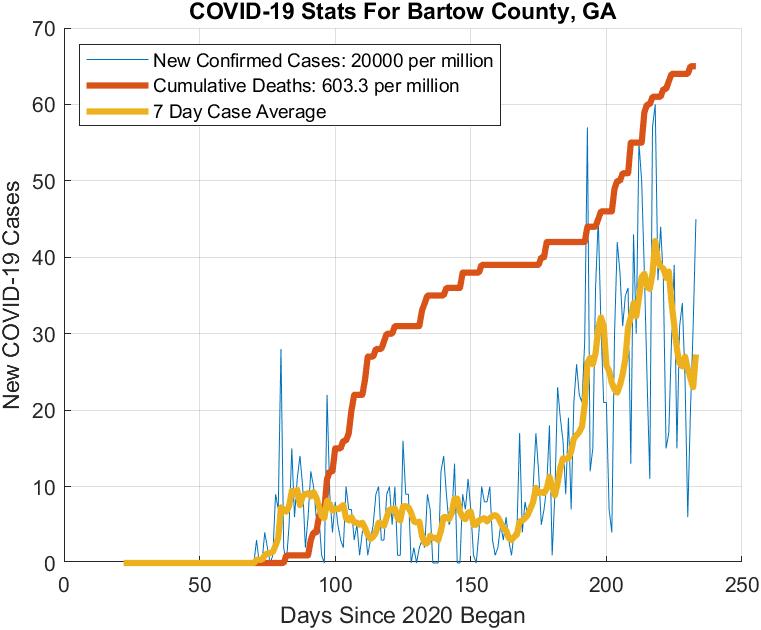 COVID-19 Stats For Bartow County, GA
70
60
50
40
30
20
10
0
New COVID-19 Cases
New Confirmed Cases: 20000 per million
Cumulative Deaths: 603.3 per million
7 Day Case Average
0 50 100 150 200 250
Days Since 2020 Began